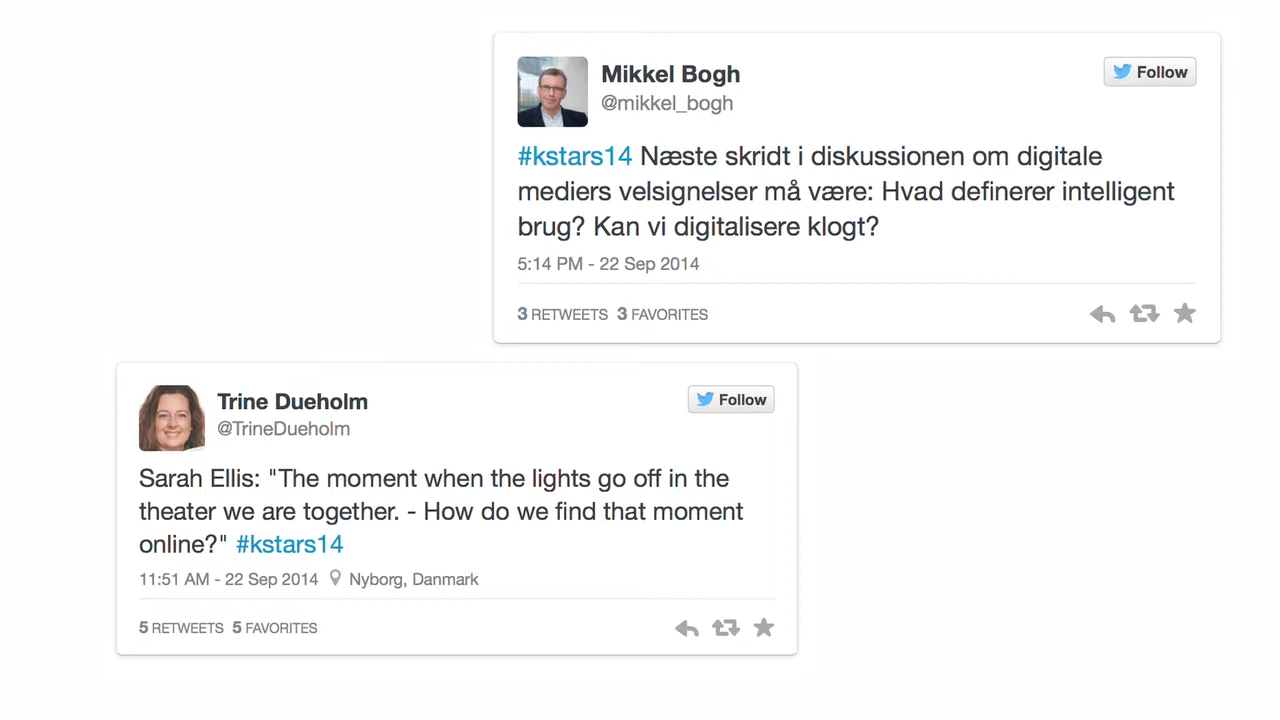 Mikkel Bogh
Follow
@mikkel_bogh
#kstars14 Næste skridt i diskussionen om digitale
mediers velsignelser må være: Hvad definerer intelligent
brug? Kan vi digitalisere klogt?
5:14 PM - 22 Sep 2014
3 RETWEETS 3 FAVORITES
Trine Dueholm
Follow
@TrineDueholm
Sarah Ellis: "The moment when the lights go off in the
theater we are together. - How do we find that moment
online?" #kstars14
11:51 AM - 22 Sep 2014 Nyborg, Danmark
5 RETWEETS 5 FAVORITES